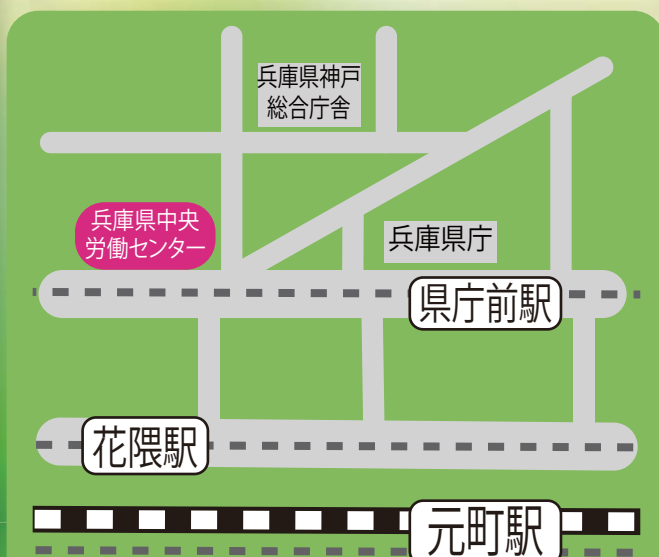 兵庫県神戸
総合庁舎
兵庫県中央
労働センター
兵庫県庁
県庁前駅
花隈駅
元町駅